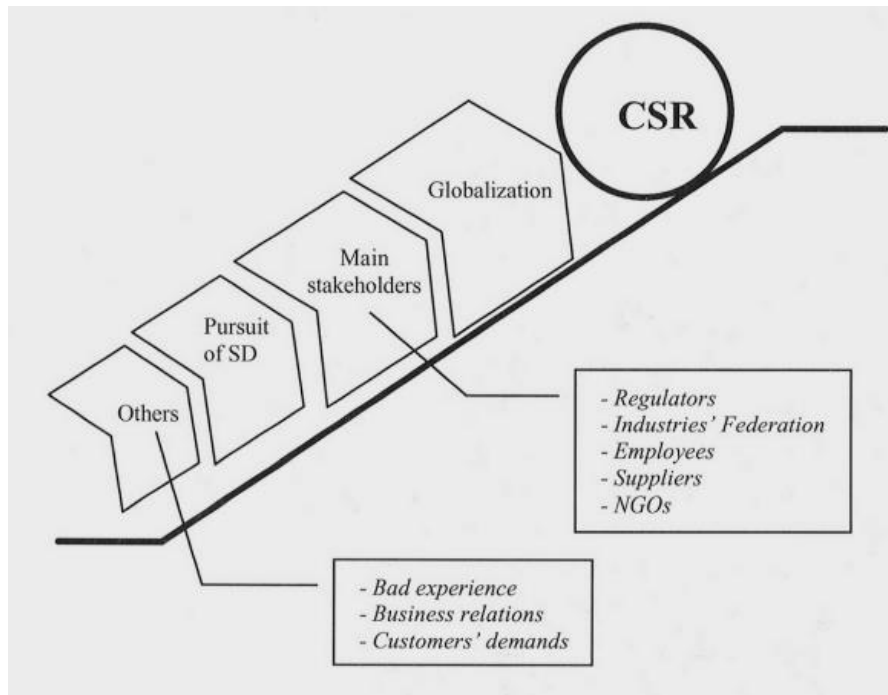 CSR
Globalization
Main
stakeholders
Pursuit
of SD
Others
- Regulators
- Industries’ Federation
- Employees
- Suppliers
- NGOs
- Bad experience
- Business relations
- Customers’ demands